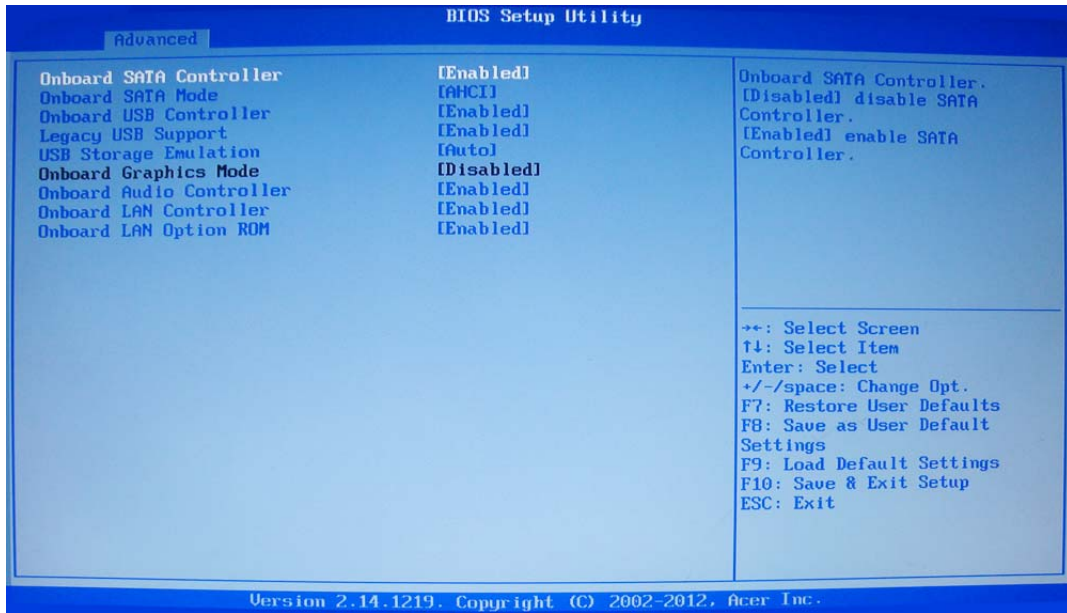 BIOS Setup Utility
Advanced
Onboard SATA Controller [Enabled]
Onboard SATA Mode [AHCI]
Onboard USB Controller [Enabled]
Legacy USB Support [Enabled]
USB Storage Emulation [Auto]
Onboard Graphics Mode [Disabled]
Onboard Audio Controller [Enabled]
Onboard LAN Controller [Enabled]
Onboard LAN Option ROM [Enabled]
Onboard SATA Controller.
[Disabled] disable SATA
Controller.
[Enabled] enable SATA
Controller.
→←: Select Screen
↑↓: Select Item
Enter: Select
+/-/space: Change Opt.
F7: Restore User Defaults
F8: Save as User Default
Settings
F9: Load Default Settings
F10: Save & Exit Setup
ESC: Exit
Version 2.14.1219. Copyright (C) 2002-2012, Acer Inc.